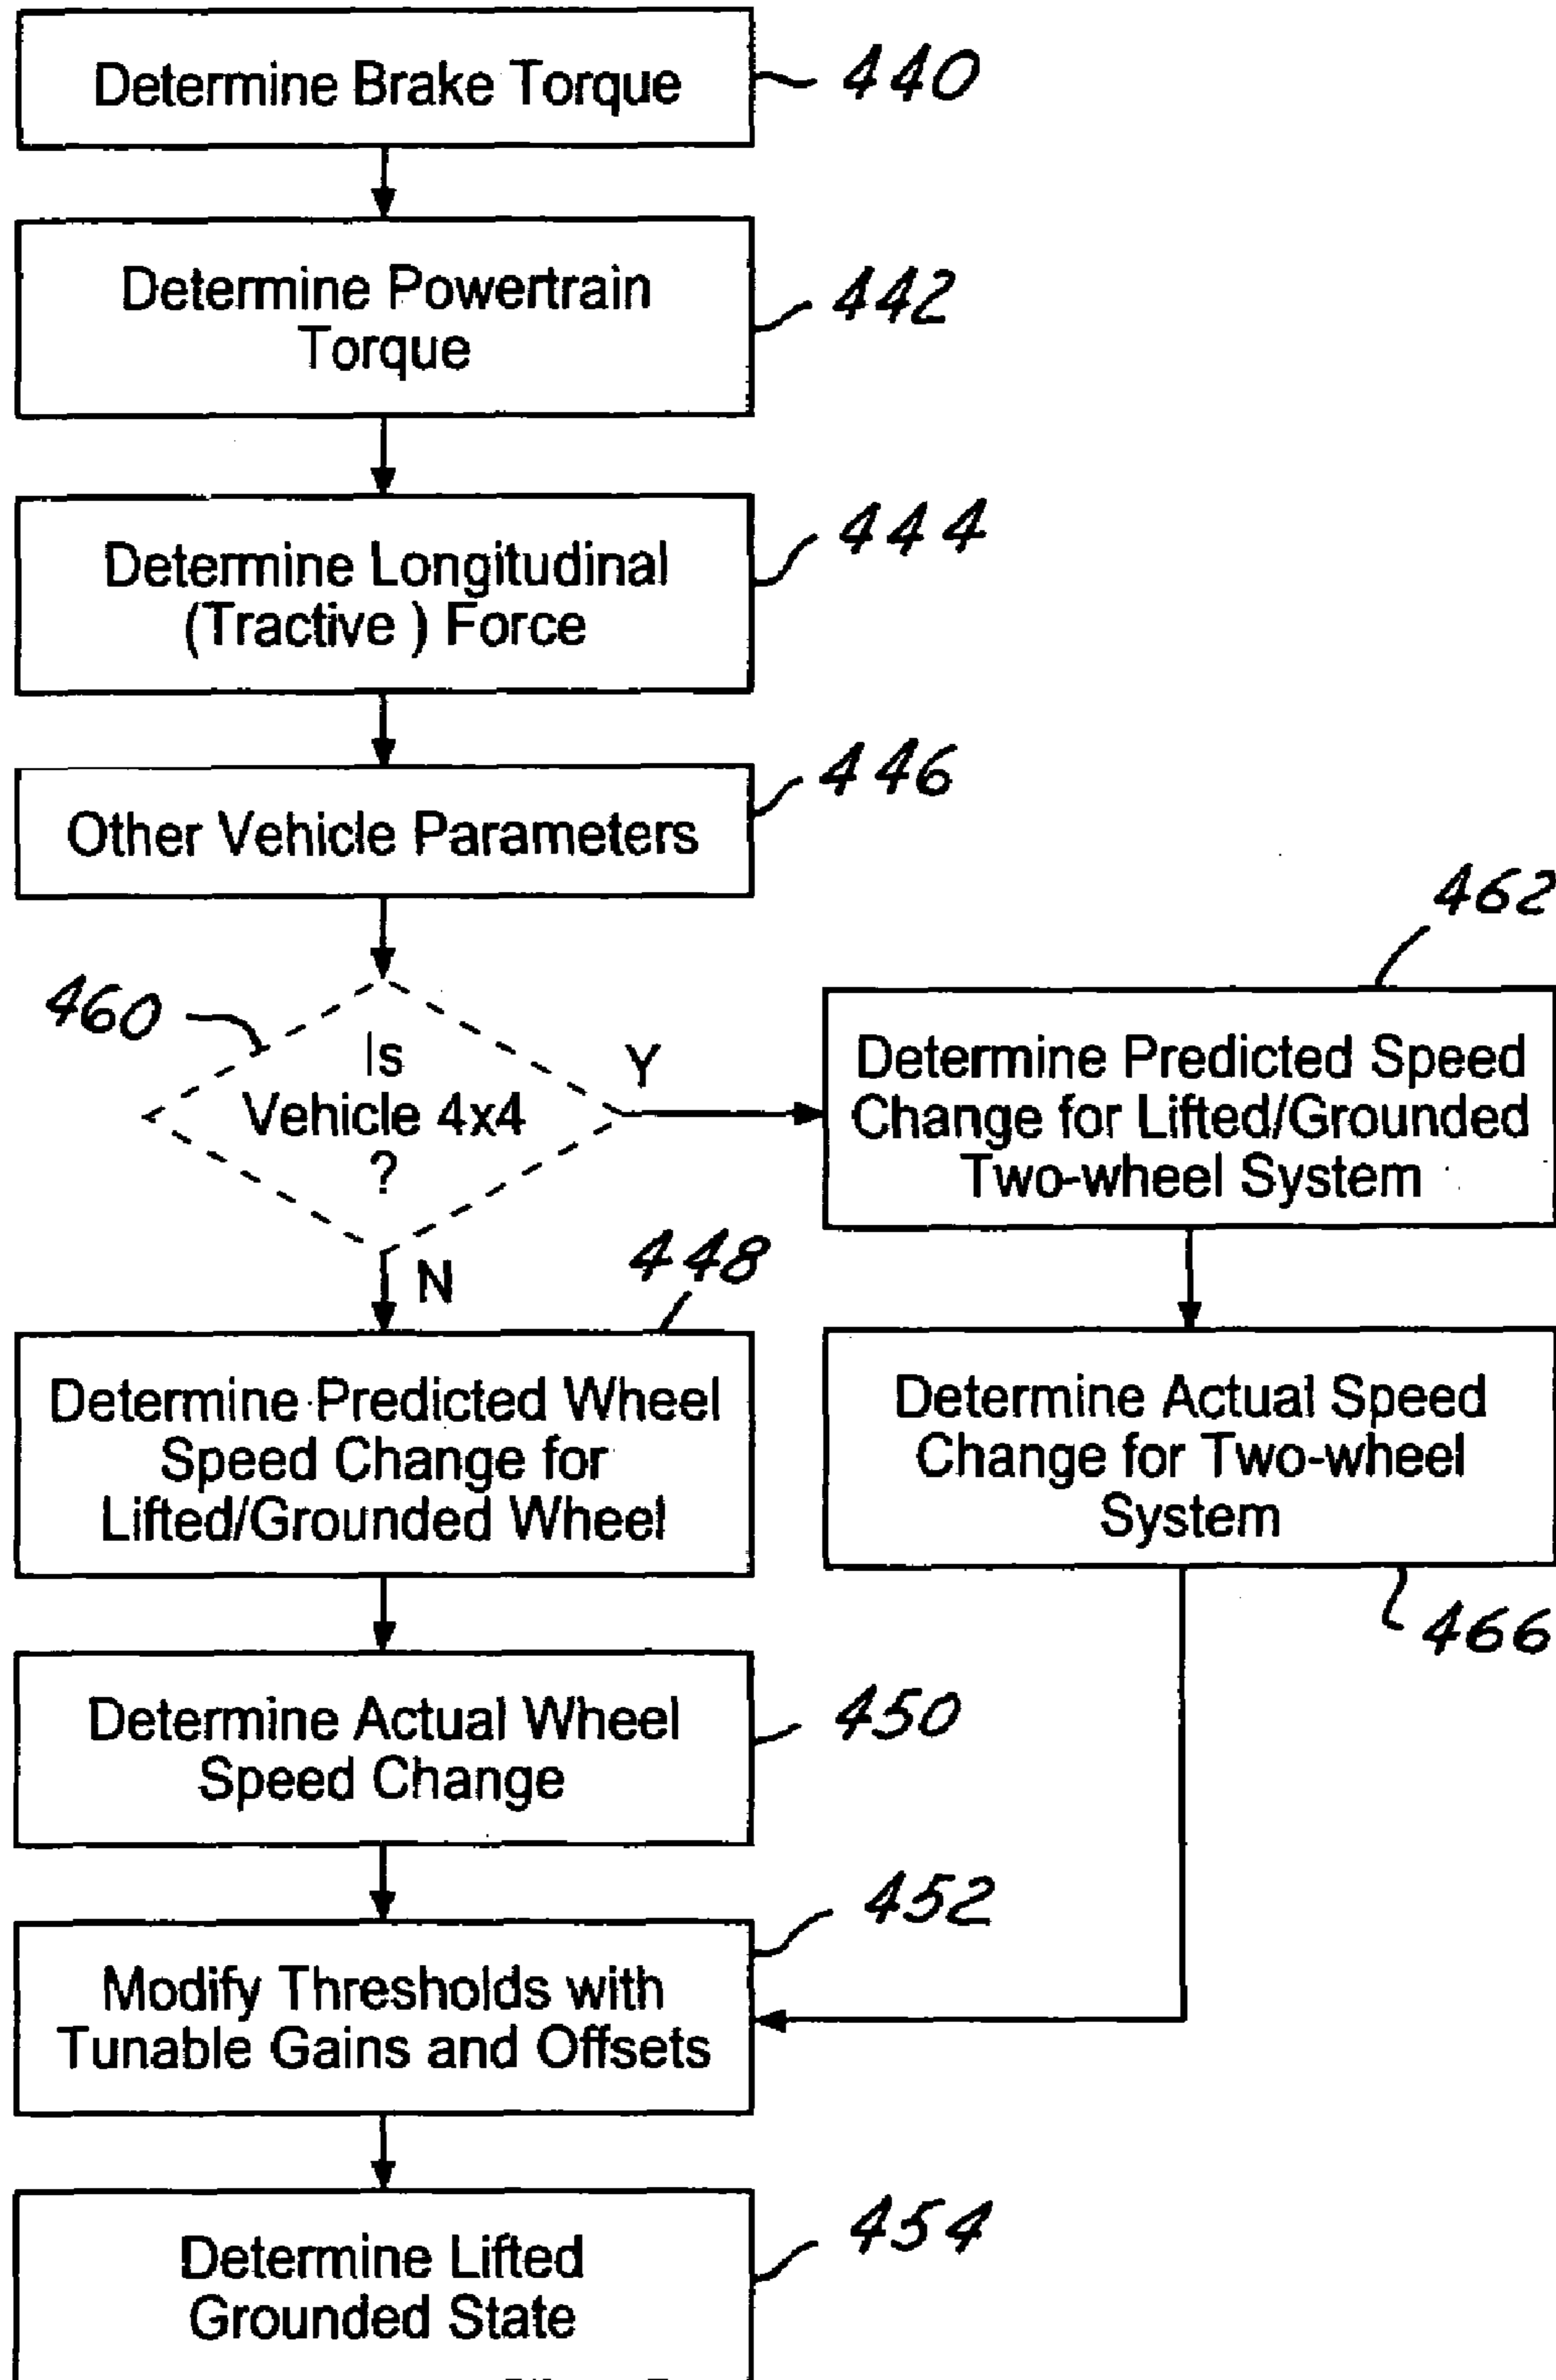 Determine Brake Torque
440
Determine Powertrain
Torque
442
Determine Longitudinal
(Tractive ) Force
444
Other Vehicle Parameters
446
460
Is
Vehicle 4x4
?
Y
N
462
Determine Predicted Speed
Change for Lifted/Grounded
Two-wheel System
448
Determine Predicted Wheel
Speed Change for
Lifted/Grounded Wheel
Determine Actual Speed
Change for Two-wheel
System
466
Determine Actual Wheel
Speed Change
450
Modify Thresholds with
Tunable Gains and Offsets
452
Determine Lifted
Grounded State
454